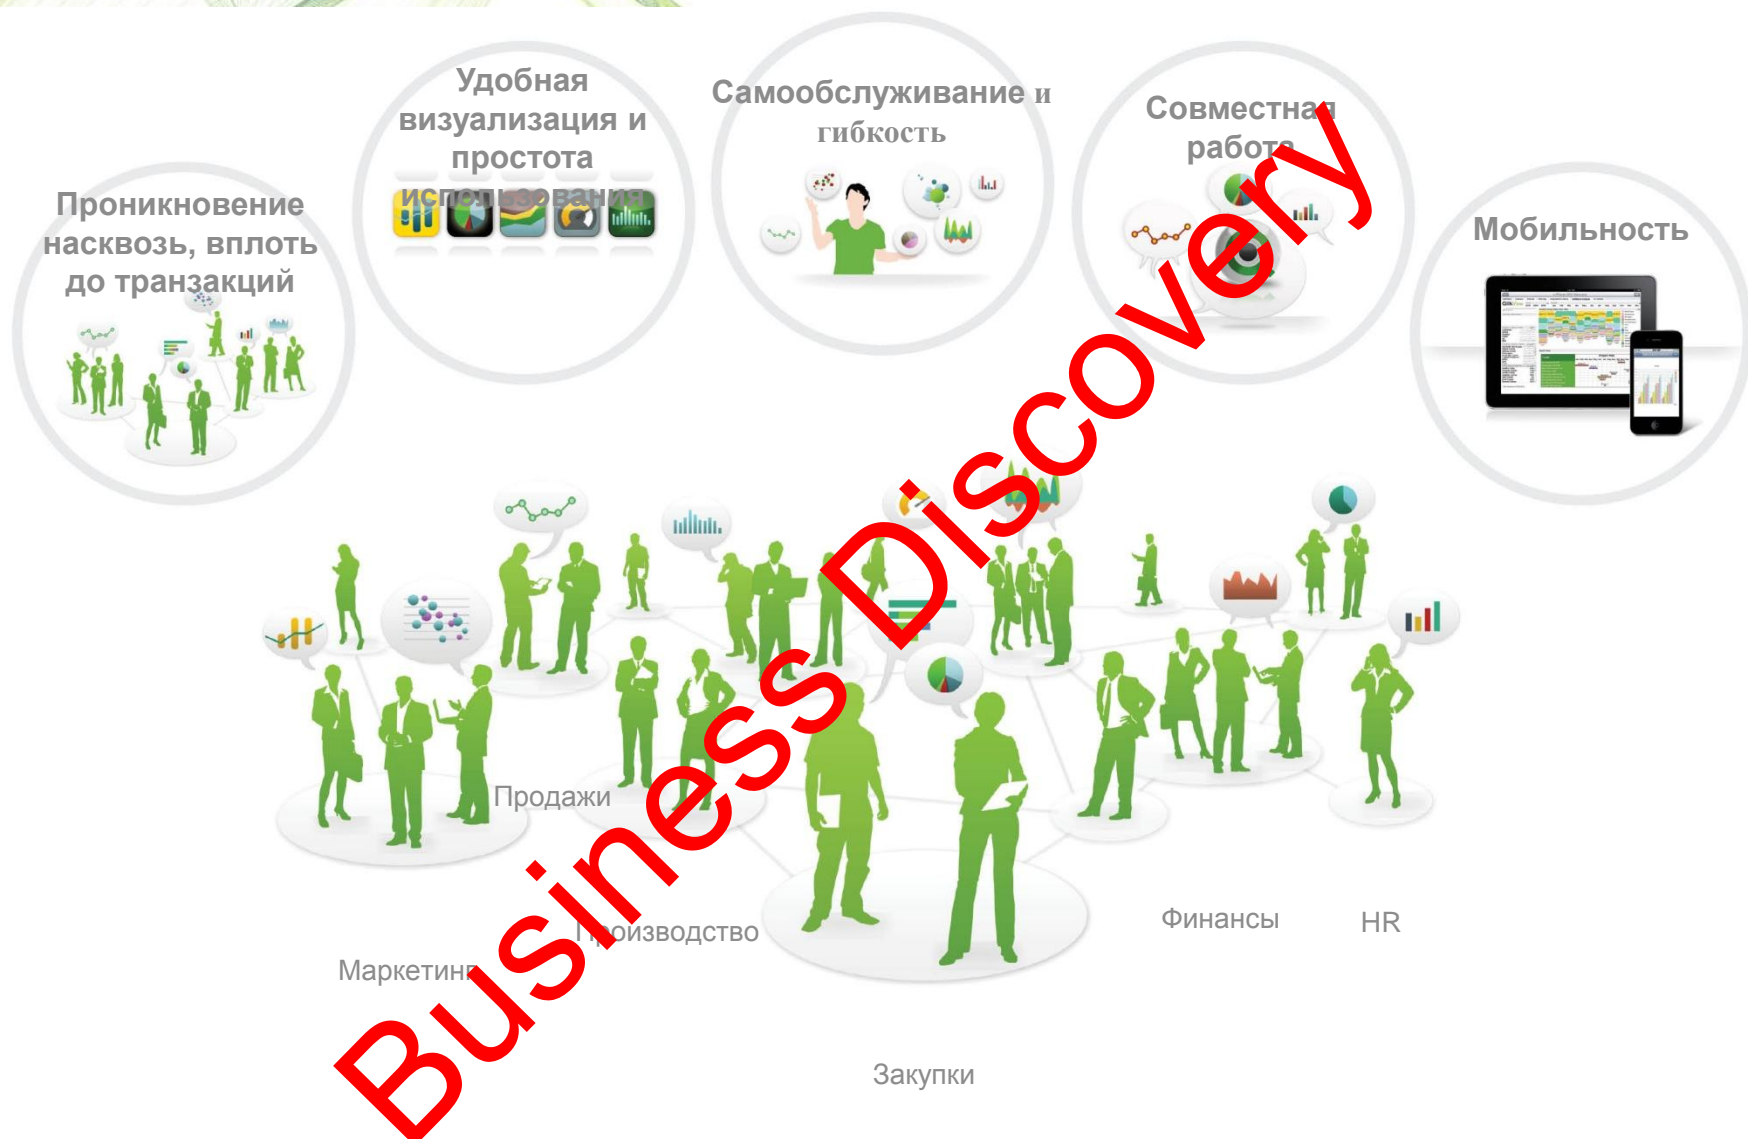 Проникновение
насквозь, вплоть
до транзакций
Удобная
визуализация и
простота
использования
Самообслуживание и
гибкость
Совместная
работа
Мобильность
Business Discovery
Продажи
Производство
Маркетинг
Закупки
Финансы
HR